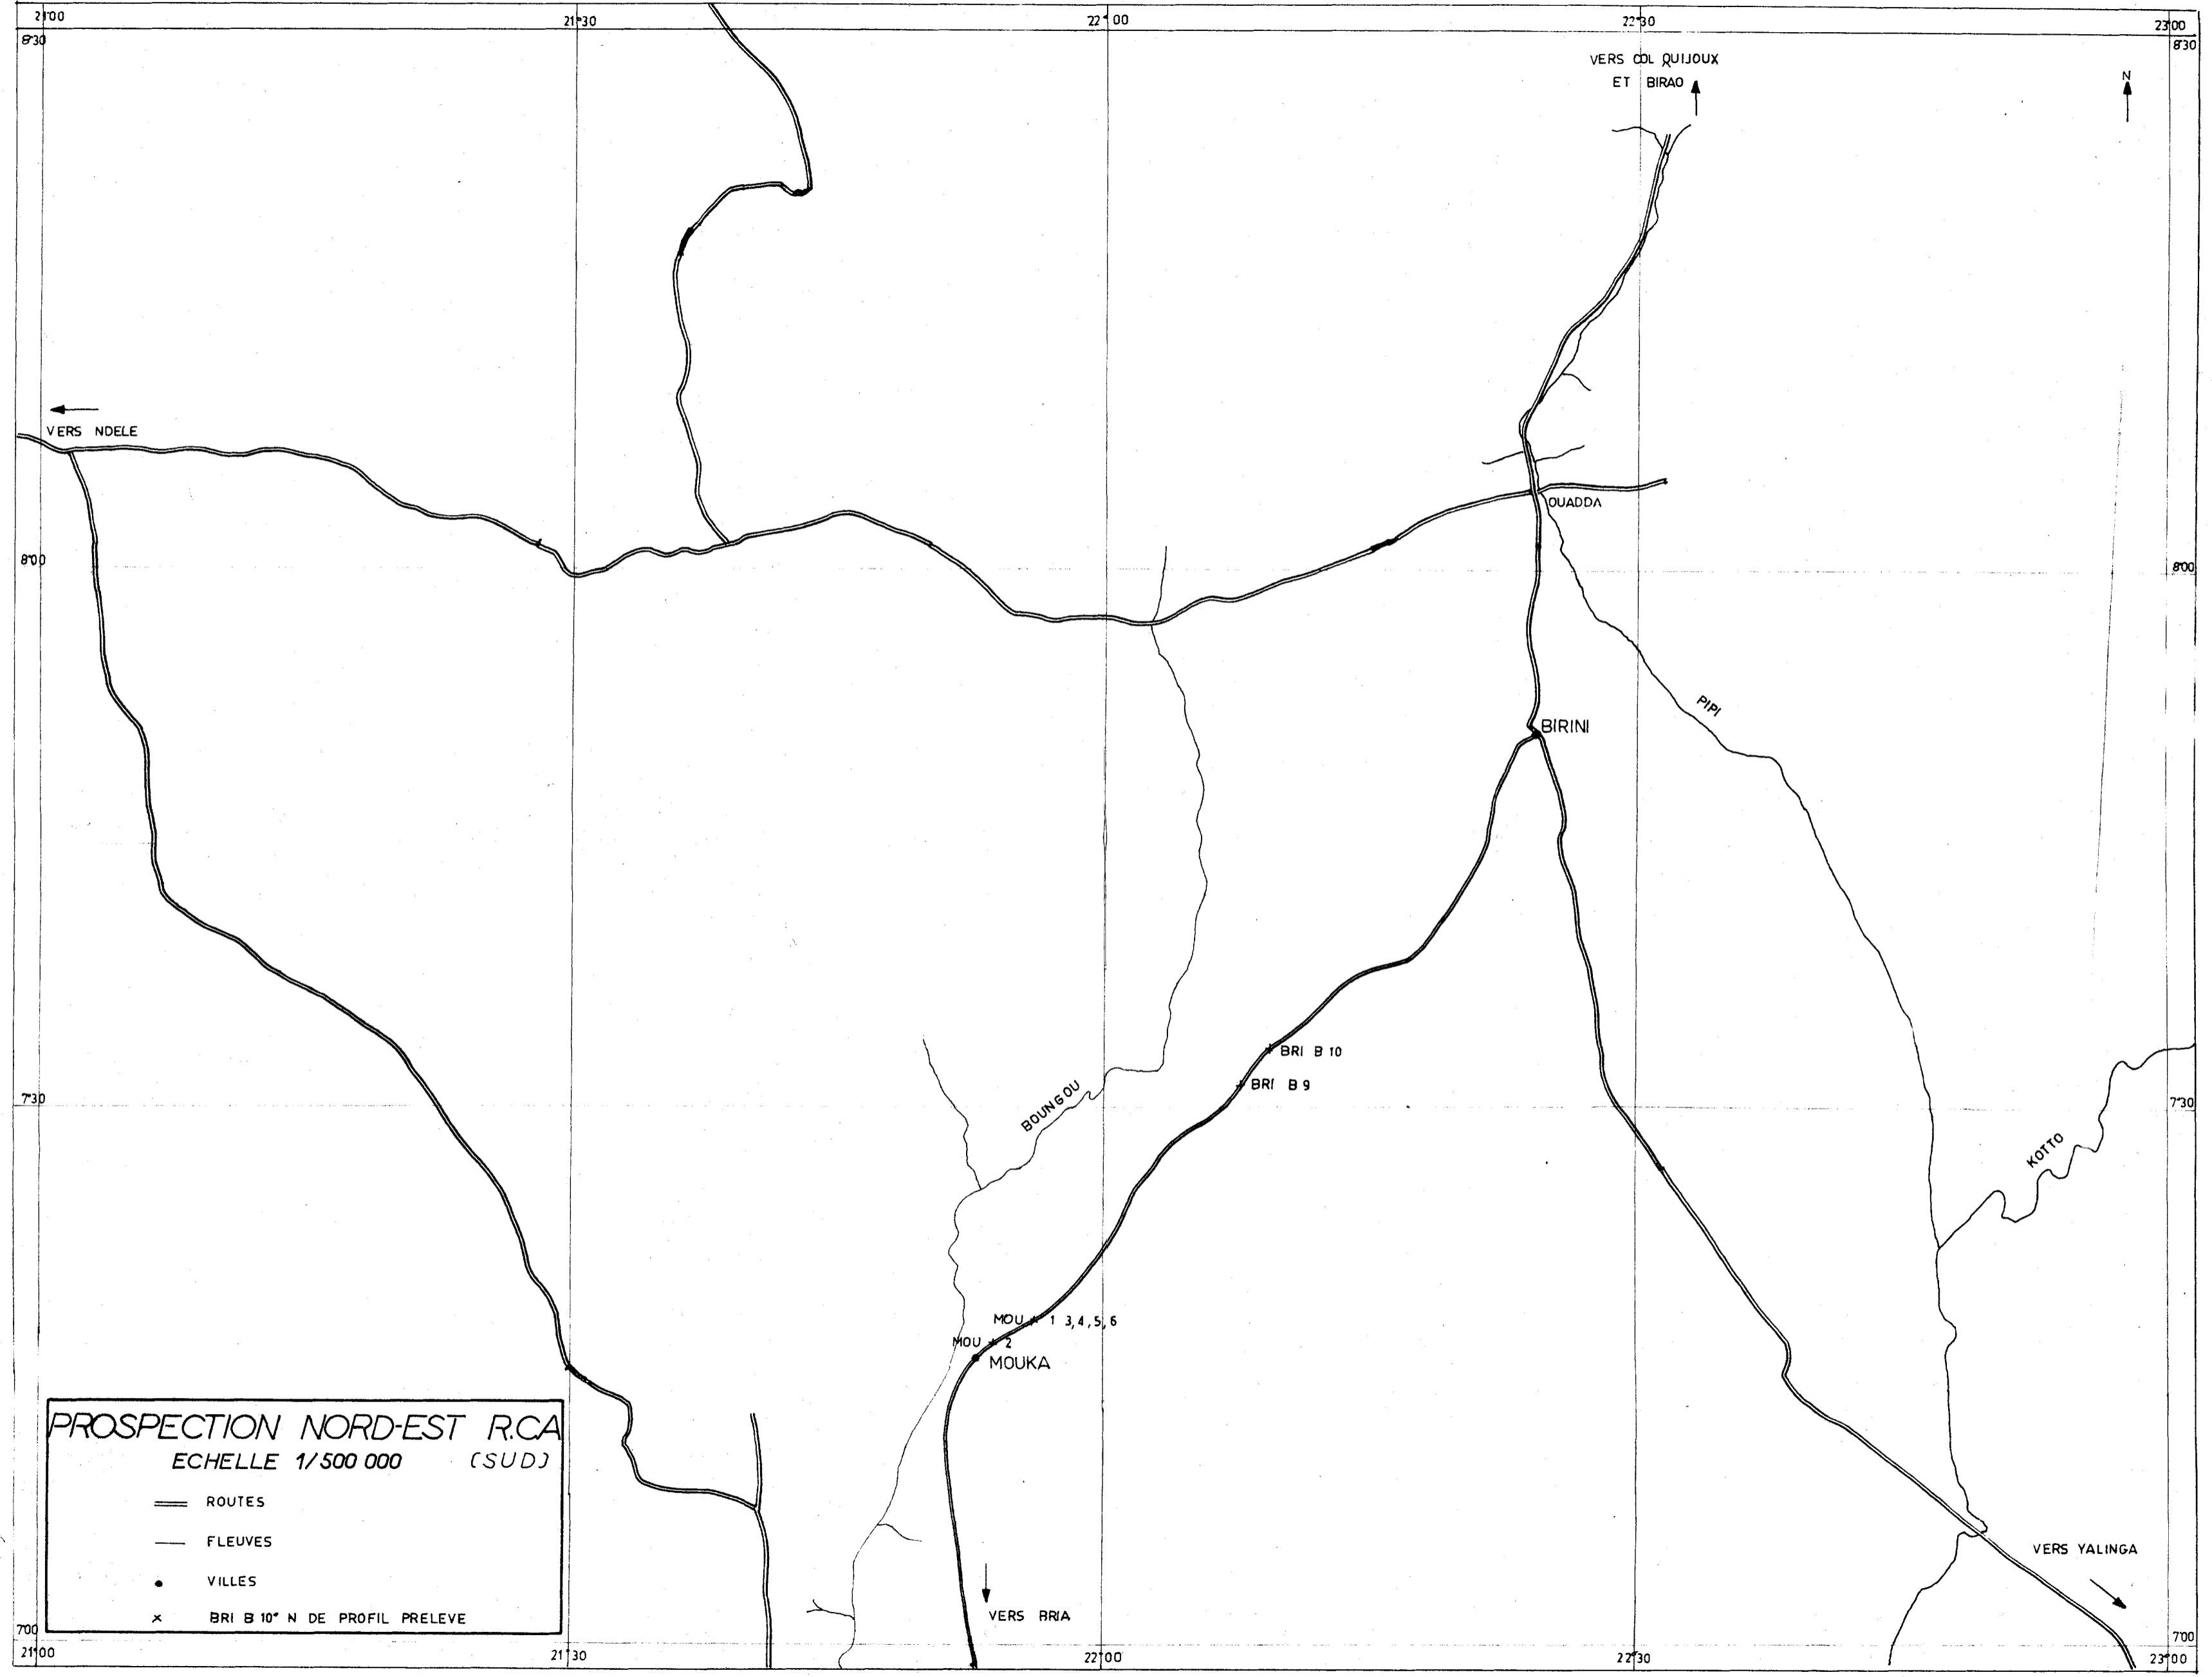 21°00
21°30
22°00
22°30
23°00
8°30
8°30
VERS COL QUIJOUX
ET BIRAO
N
VERS NDELE
OUADDA
8°00
8°00
PIPI
BIRINI
BRI B 10
BRI B 9
BOUNGOU
7°30
7°30
KOTTO
MOU 1 3,4,5,6
MOU 2
MOUKA
PROSPECTION NORD-EST R.CA
ECHELLE 1/500 000 (SUD)
ROUTES
FLEUVES
VILLES
BRI B 10° N DE PROFIL PRELEVE
VERS YALINGA
VERS BRIA
7°00
7°00
21°00
21°30
22°00
22°30
23°00